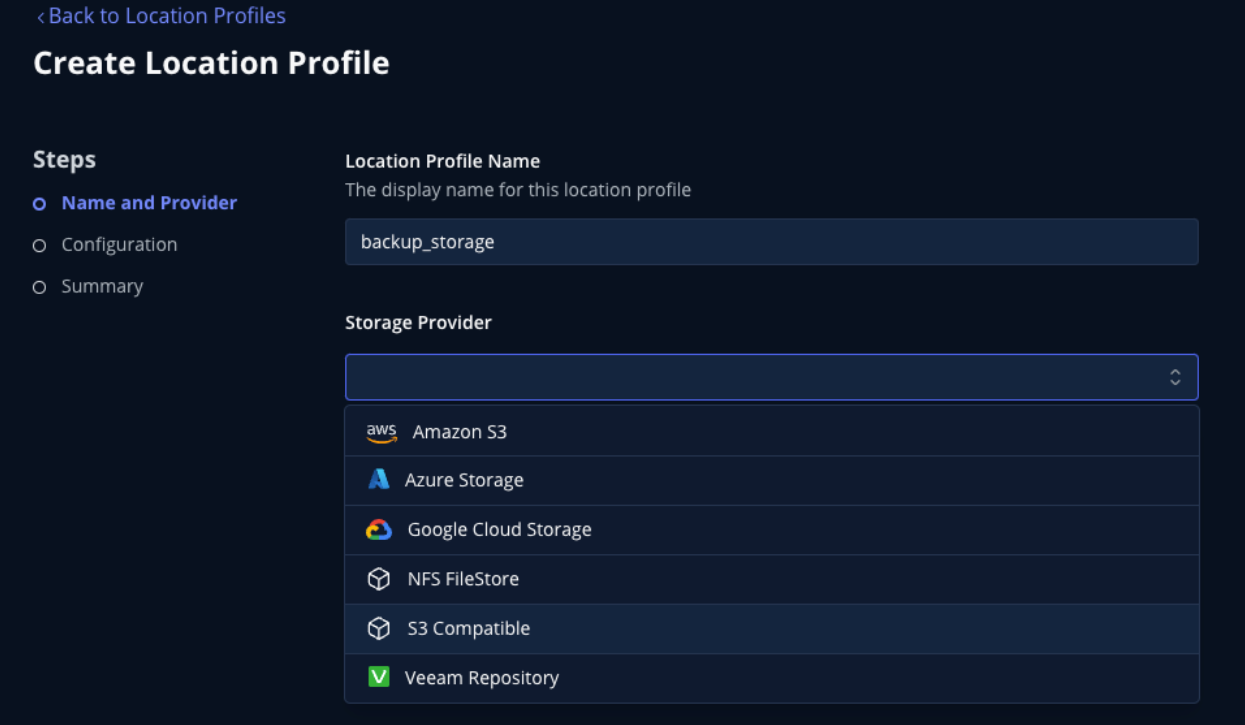 Back to Location Profiles
Create Location Profile
Steps
Name and Provider
Configuration
Summary
Location Profile Name
The display name for this location profile
backup_storage
Storage Provider
aws Amazon S3
Azure Storage
Google Cloud Storage
NFS FileStore
S3 Compatible
V Veeam Repository